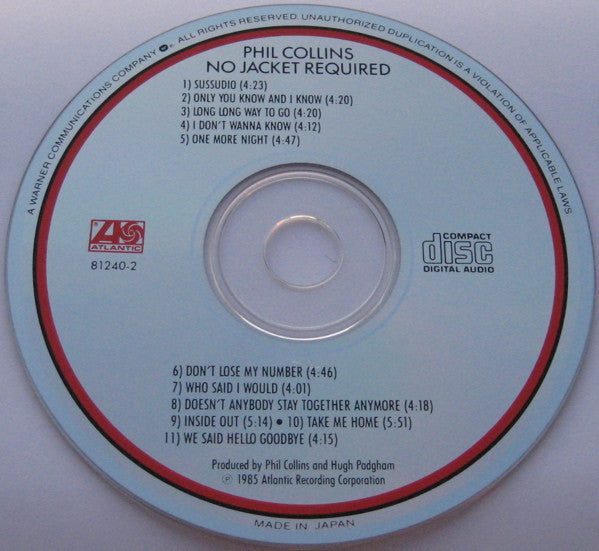 A WARNER COMMUNICATIONS COMPANY ®. ALL RIGHTS RESERVED. UNAUTHORIZED DUPLICATION IS A VIOLATION OF APPLICABLE LAWS.
PHIL COLLINS
NO JACKET REQUIRED
1) SUSSUDIO (4:23)
2) ONLY YOU KNOW AND I KNOW (4:20)
3) LONG LONG WAY TO GO (4:20)
4) I DON'T WANNA KNOW (4:12)
5) ONE MORE NIGHT (4:47)
ATLANTIC
81240-2
COMPACT
disc
DIGITAL AUDIO
6) DON'T LOSE MY NUMBER (4:46)
7) WHO SAID I WOULD (4:01)
8) DOESN'T ANYBODY STAY TOGETHER ANYMORE (4:18)
9) INSIDE OUT (5:14) • 10) TAKE ME HOME (5:51)
11) WE SAID HELLO GOODBYE (4:15)
Produced by Phil Collins and Hugh Padgham
℗ 1985 Atlantic Recording Corporation
MADE IN JAPAN